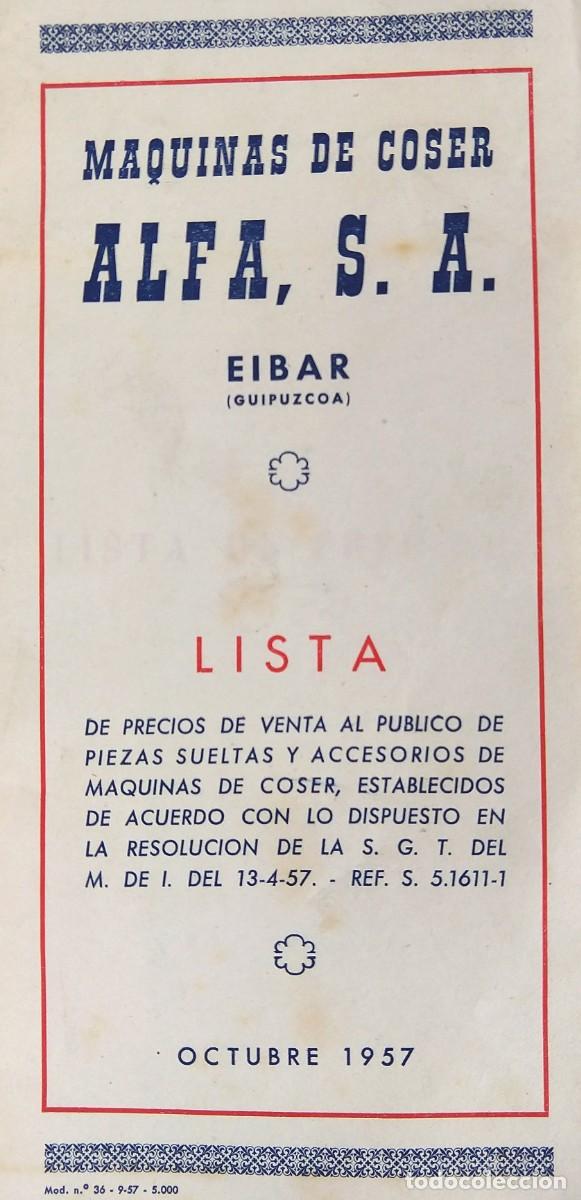 MAQUINAS DE COSER
ALFA, S. A.
EIBAR
(GUIPUZCOA)
LISTA
DE PRECIOS DE VENTA AL PUBLICO DE
PIEZAS SUELTAS Y ACCESORIOS DE
MAQUINAS DE COSER, ESTABLECIDOS
DE ACUERDO CON LO DISPUESTO EN
LA RESOLUCION DE LA S. G. T. DEL
M. DE I. DEL 13-4-57. - REF. S. 5.1611-1
OCTUBRE 1957
Mod. n.º 36 - 9-57 - 5.000
todocoleccion